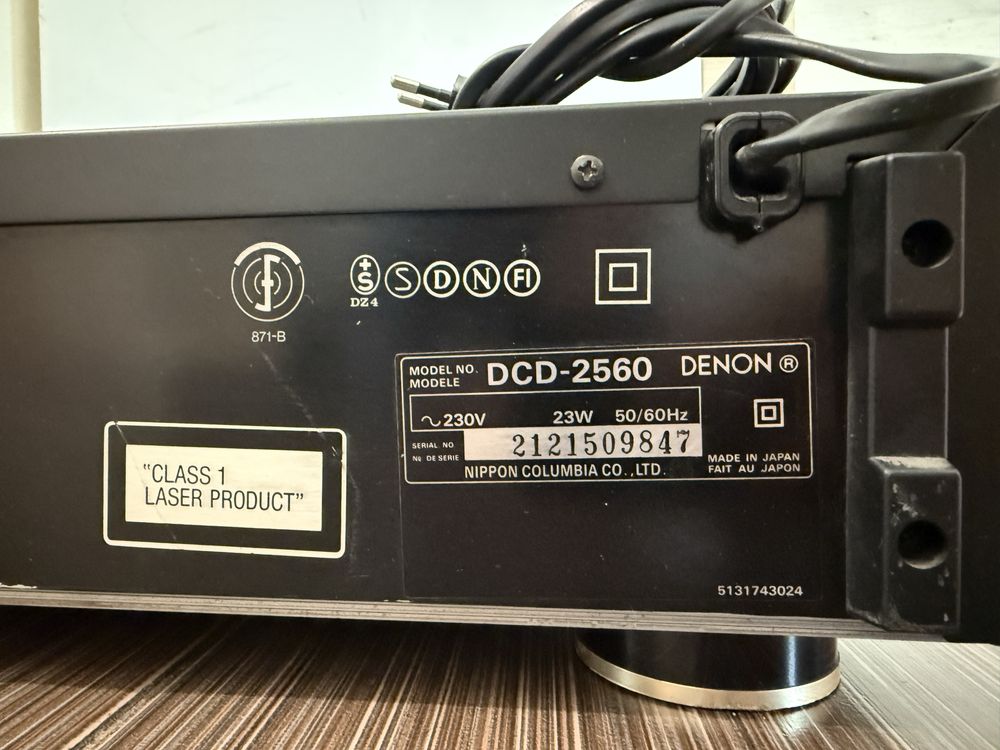 871-B
+S
DZ4
S D N FI
MODEL NO.
MODELE
DCD-2560 DENON ®
~230V 23W 50/60Hz
SERIAL NO.
No DE SERIE
2121509847
NIPPON COLUMBIA CO.,LTD.
MADE IN JAPAN
FAIT AU JAPON
"CLASS 1
LASER PRODUCT"
5131743024